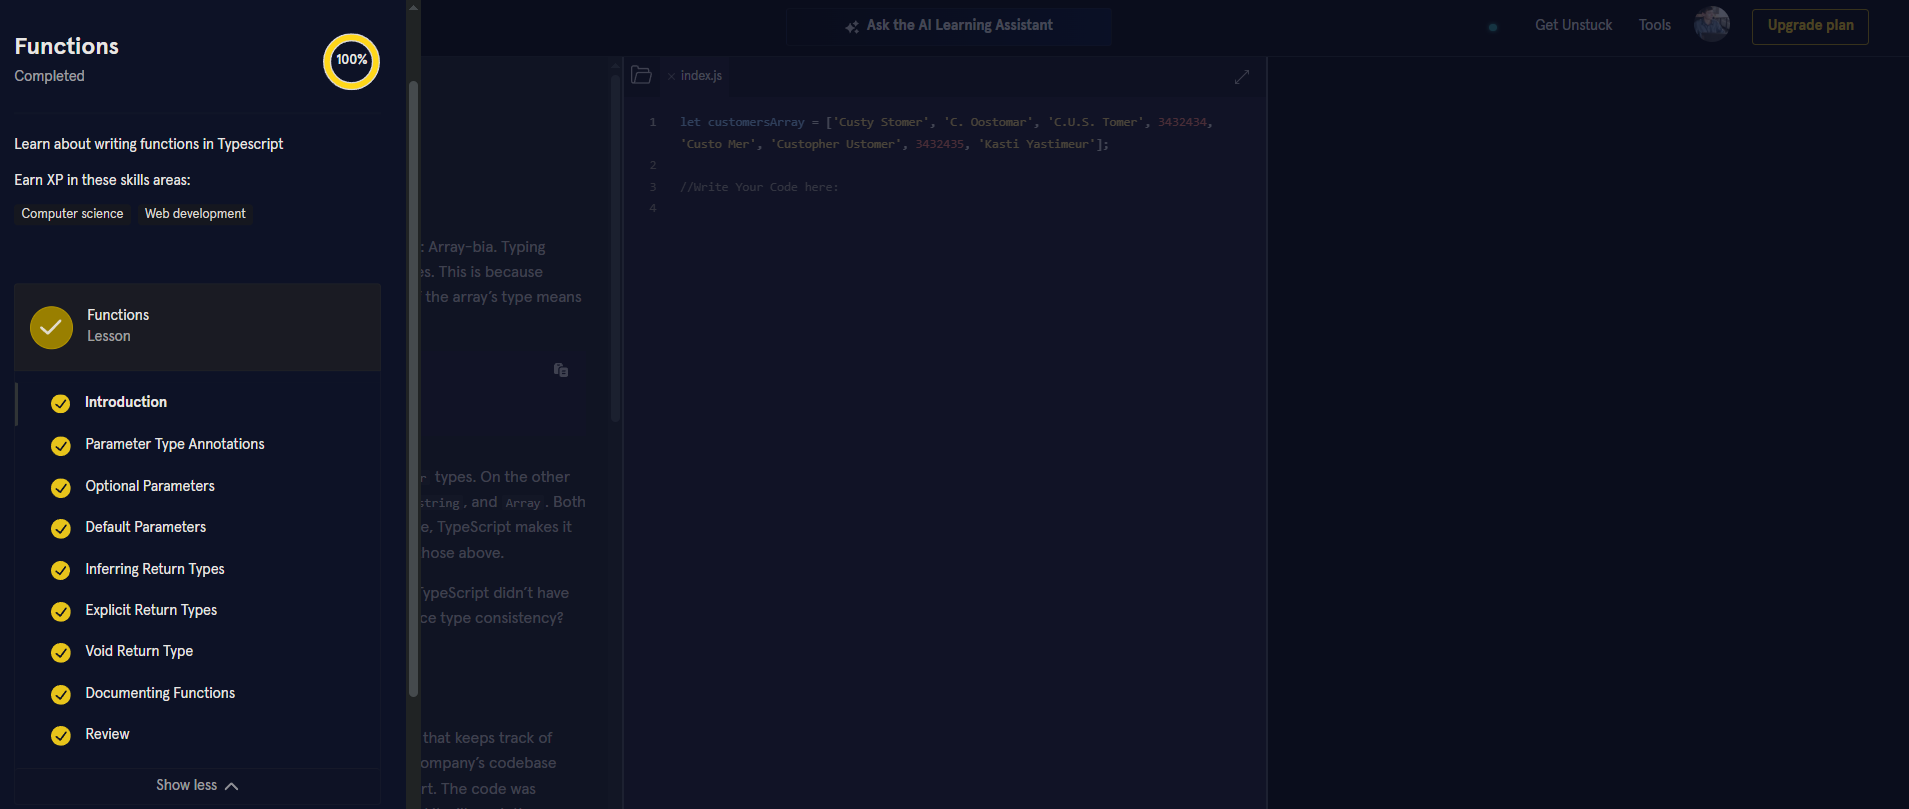 Functions
Completed
100%
Learn about writing functions in Typescript
Earn XP in these skills areas:
Computer science
Web development
Functions
Lesson
Introduction
Parameter Type Annotations
Optional Parameters
Default Parameters
Inferring Return Types
Explicit Return Types
Void Return Type
Documenting Functions
Review
Show less
Ask the AI Learning Assistant
Get Unstuck
Tools
Upgrade plan
: Array-bia. Typing
es. This is because
the array's type means
r types. On the other
string, and Array. Both
e, TypeScript makes it
hose above.
TypeScript didn't have
ce type consistency?
that keeps track of
ompany's codebase
rt. The code was
index.js
1 let customersArray = ['Custy Stomer', 'C. Oostomar', 'C.U.S. Tomer', 3432434,
'Custo Mer', 'Custopher Ustomer', 3432435, 'Kasti Yastimeur'];
2
3 //Write Your Code here:
4